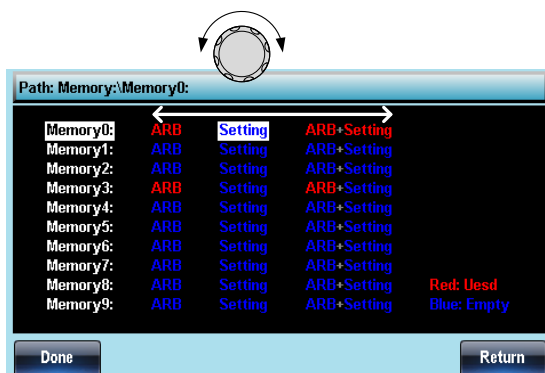 Path: Memory:\Memory0:
Memory0: ARB Setting ARB+Setting
Memory1: ARB Setting ARB+Setting
Memory2: ARB Setting ARB+Setting
Memory3: ARB Setting ARB+Setting
Memory4: ARB Setting ARB+Setting
Memory5: ARB Setting ARB+Setting
Memory6: ARB Setting ARB+Setting
Memory7: ARB Setting ARB+Setting
Memory8: ARB Setting ARB+Setting Red: Uesd
Memory9: ARB Setting ARB+Setting Blue: Empty
Done Return